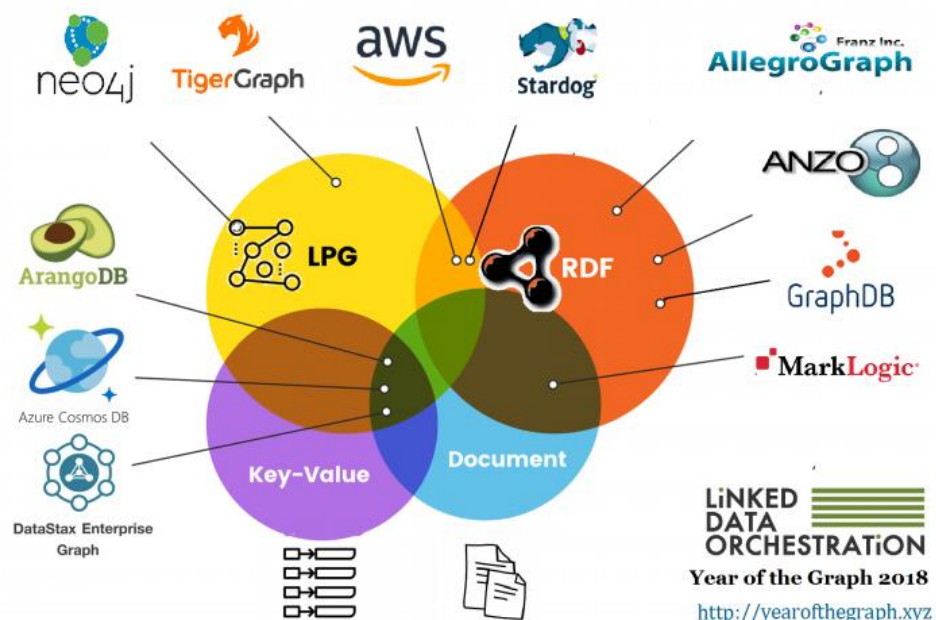 neo4j
TigerGraph
aws
Stardog
Franz Inc.
AllegroGraph
ANZO
ArangoDB
LPG
RDF
GraphDB
Azure Cosmos DB
MarkLogic
Key-Value
Document
DataStax Enterprise
Graph
LiNKED
DATA
ORCHESTRATiON
Year of the Graph 2018
http://yearofthegraph.xyz